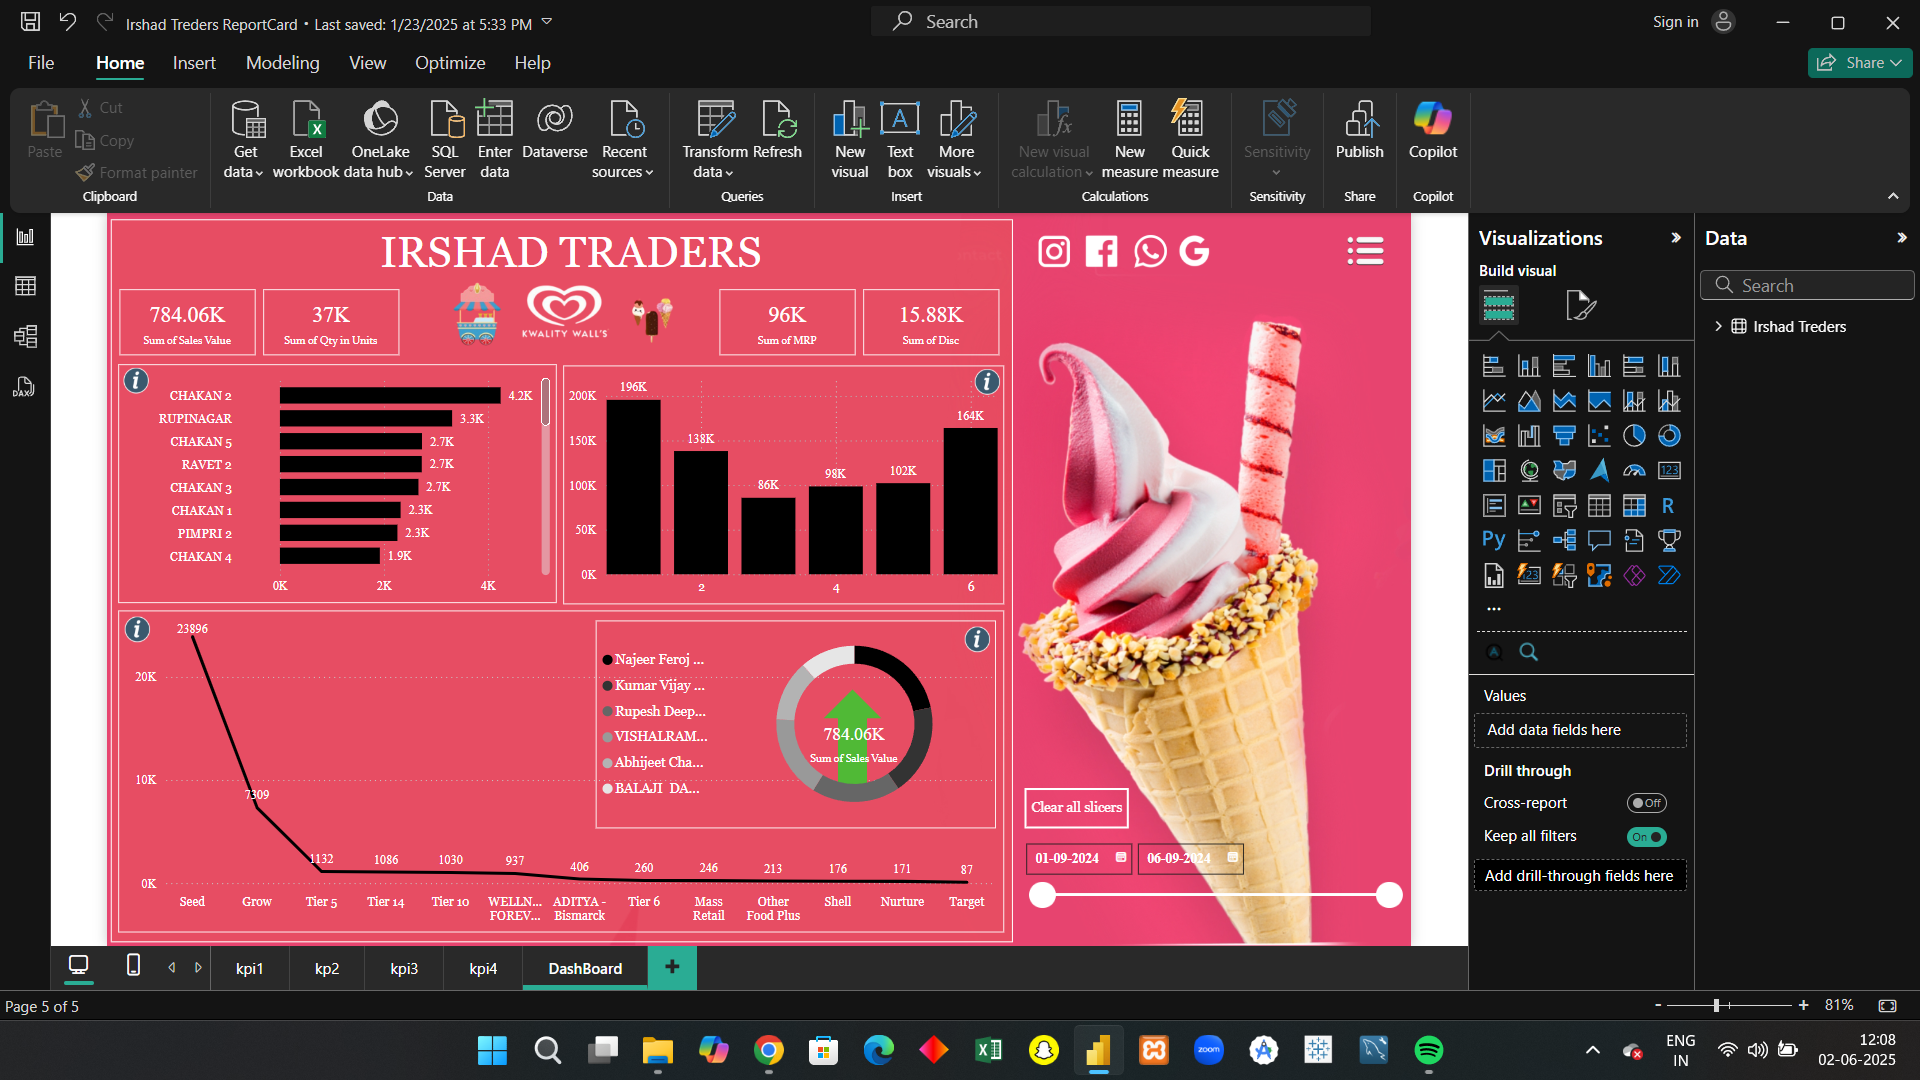 Irshad Treders ReportCard • Last saved: 1/23/2025 at 5:33 PM
Search
Sign in
File Home Insert Modeling View Optimize Help
Share
Paste
Cut
Copy
Format painter
Clipboard
Get data
Excel workbook
OneLake data hub
SQL Server
Enter data
Dataverse
Recent sources
Data
Transform data
Refresh
Queries
New visual
Text box
More visuals
Insert
New visual calculation
New measure
Quick measure
Calculations
Sensitivity
Sensitivity
Publish
Share
Copilot
Copilot
IRSHAD TRADERS
784.06K
Sum of Sales Value
37K
Sum of Qty in Units
KWALITY WALL'S
96K
Sum of MRP
15.88K
Sum of Disc
CHAKAN 2 4.2K
RUPINAGAR 3.3K
CHAKAN 5 2.7K
RAVET 2 2.7K
CHAKAN 3 2.7K
CHAKAN 1 2.3K
PIMPRI 2 2.3K
CHAKAN 4 1.9K
0K 2K 4K
200K
150K
100K
50K
0K
196K 138K 86K 98K 102K 164K
2 4 6
20K
10K
0K
23896 7309 1132 1086 1030 937 406 260 246 213 176 171 87
Seed Grow Tier 5 Tier 14 Tier 10 WELLN... FOREV... ADITYA - Bismarck Tier 6 Mass Retail Other Food Plus Shell Nurture Target
Najeer Feroj ...
Kumar Vijay ...
Rupesh Deep...
VISHALRAM...
Abhijeet Cha...
BALAJI DA...
784.06K
Sum of Sales Value
Clear all slicers
01-09-2024 06-09-2024
Visualizations
Build visual
123
R
Py
123
...
Values
Add data fields here
Drill through
Cross-report Off
Keep all filters On
Add drill-through fields here
Data
Search
Irshad Treders
DAX
kpi1 kp2 kpi3 kpi4 DashBoard +
Page 5 of 5
- + 81%
zoom
ENG
IN
12:08
02-06-2025